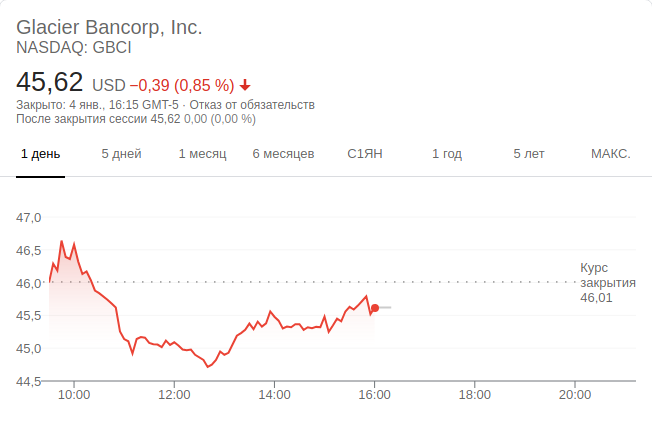 Glacier Bancorp, Inc.
NASDAQ: GBCI
45,62 USD −0,39 (0,85 %)
Закрыто: 4 янв., 16:15 GMT-5 · Отказ от обязательств
После закрытия сессии 45,62 0,00 (0,00 %)
1 день 5 дней 1 месяц 6 месяцев С1ЯН 1 год 5 лет МАКС.
47,0
46,5
Курс
46,0 закрытия
46,01
45,5
45,0
44,5
10:00 12:00 14:00 16:00 18:00 20:00